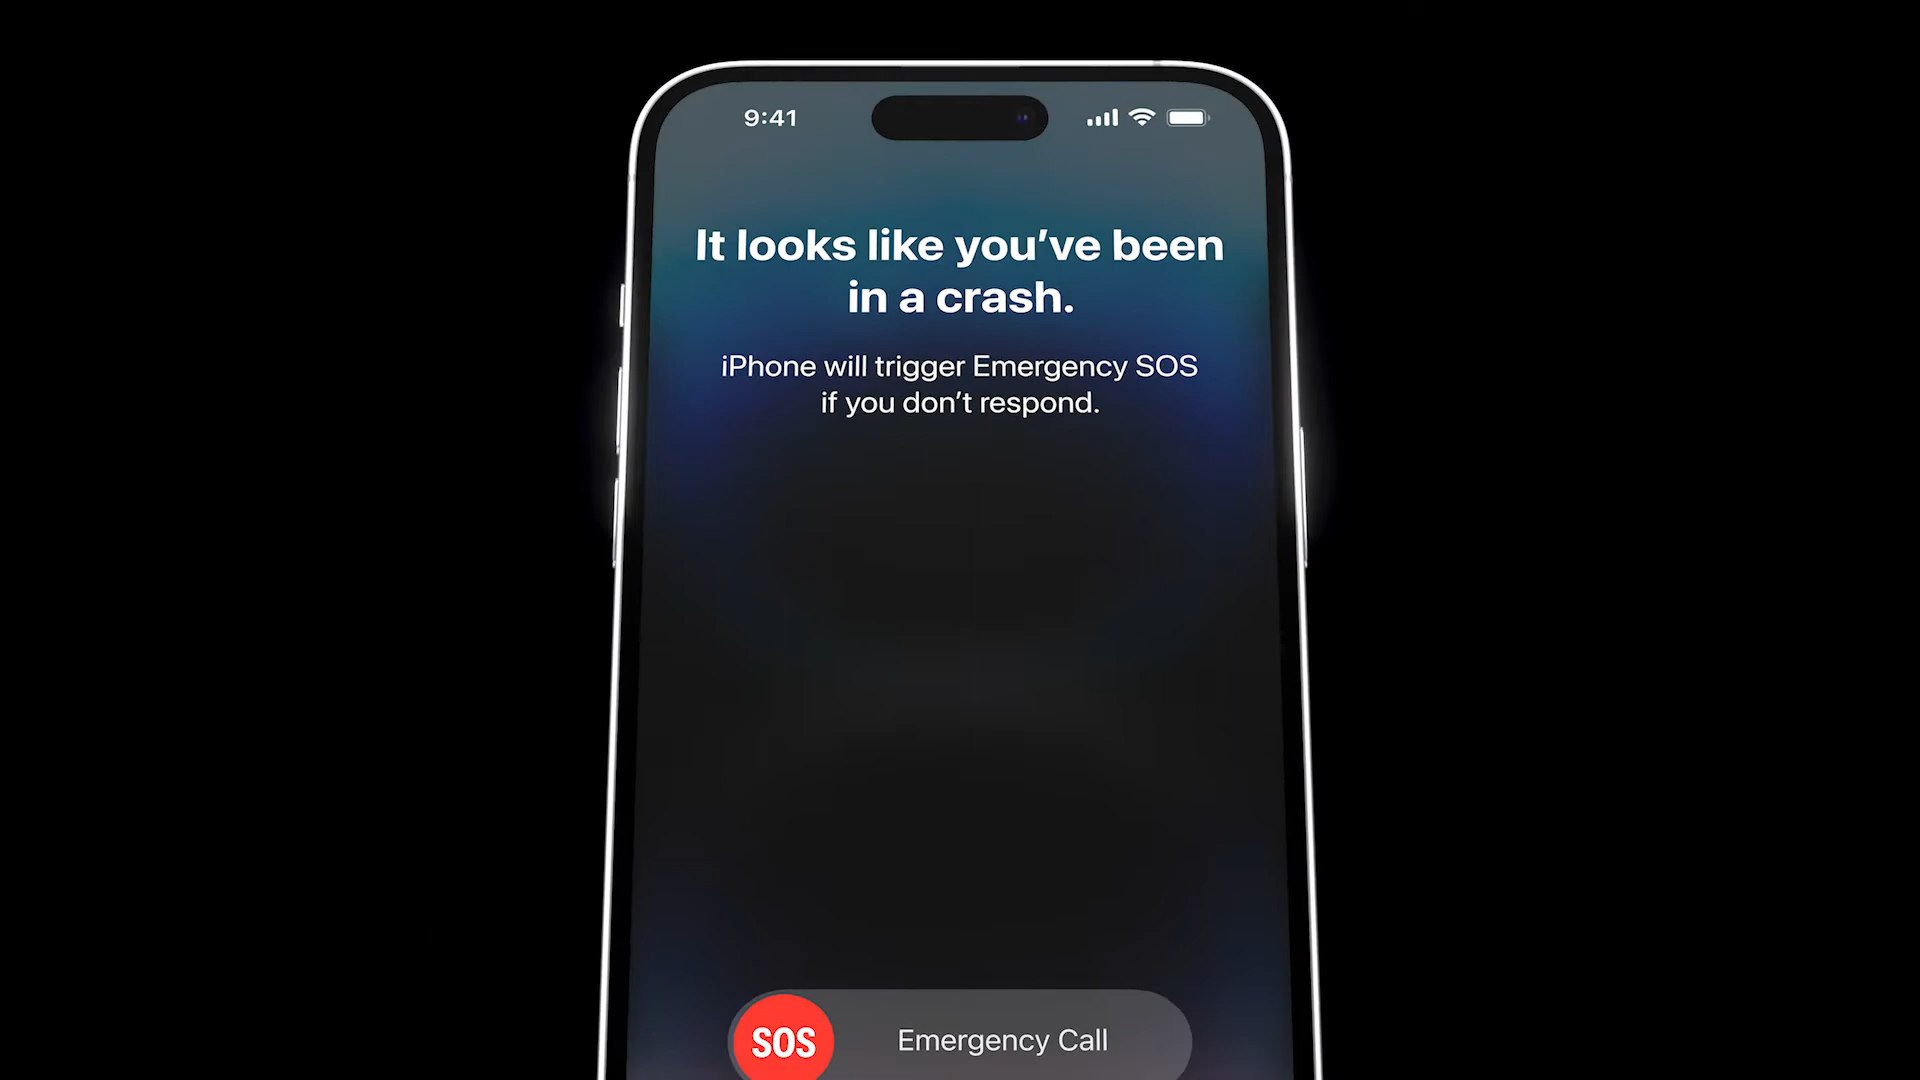 9:41
It looks like you’ve been
in a crash.
iPhone will trigger Emergency SOS
if you don’t respond.
SOS
Emergency Call